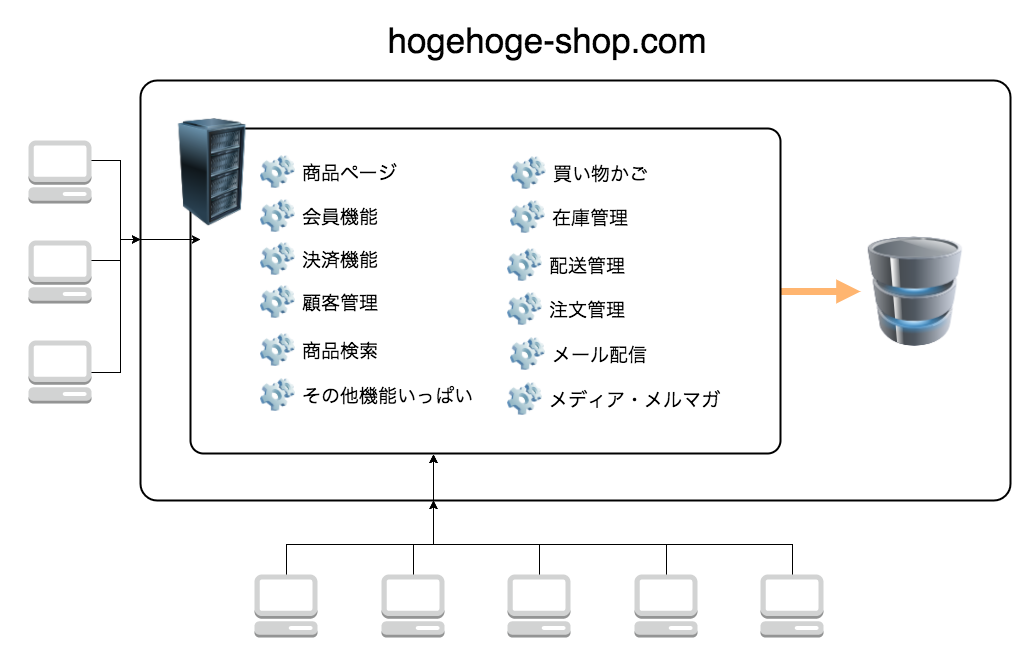 hogehoge-shop.com
商品ページ
買い物かご
会員機能
在庫管理
決済機能
配送管理
顧客管理
注文管理
商品検索
メール配信
その他機能いっぱい
メディア・メルマガ